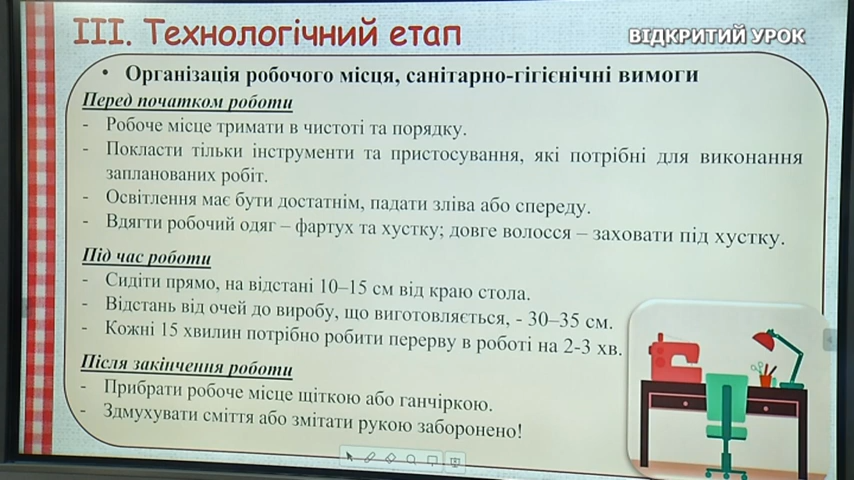 III. Технологічний етап
ВІДКРИТИЙ УРОК
• Організація робочого місця, санітарно-гігієнічні вимоги
Перед початком роботи
- Робоче місце тримати в чистоті та порядку.
- Покласти тільки інструменти та пристосування, які потрібні для виконання
запланованих робіт.
- Освітлення має бути достатнім, падати зліва або спереду.
- Вдягти робочий одяг – фартух та хустку; довге волосся – заховати під хустку.
Під час роботи
- Сидіти прямо, на відстані 10–15 см від краю стола.
- Відстань від очей до виробу, що виготовляється, - 30–35 см.
- Кожні 15 хвилин потрібно робити перерву в роботі на 2-3 хв.
Після закінчення роботи
- Прибрати робоче місце щіткою або ганчіркою.
- Здмухувати сміття або змітати рукою заборонено!